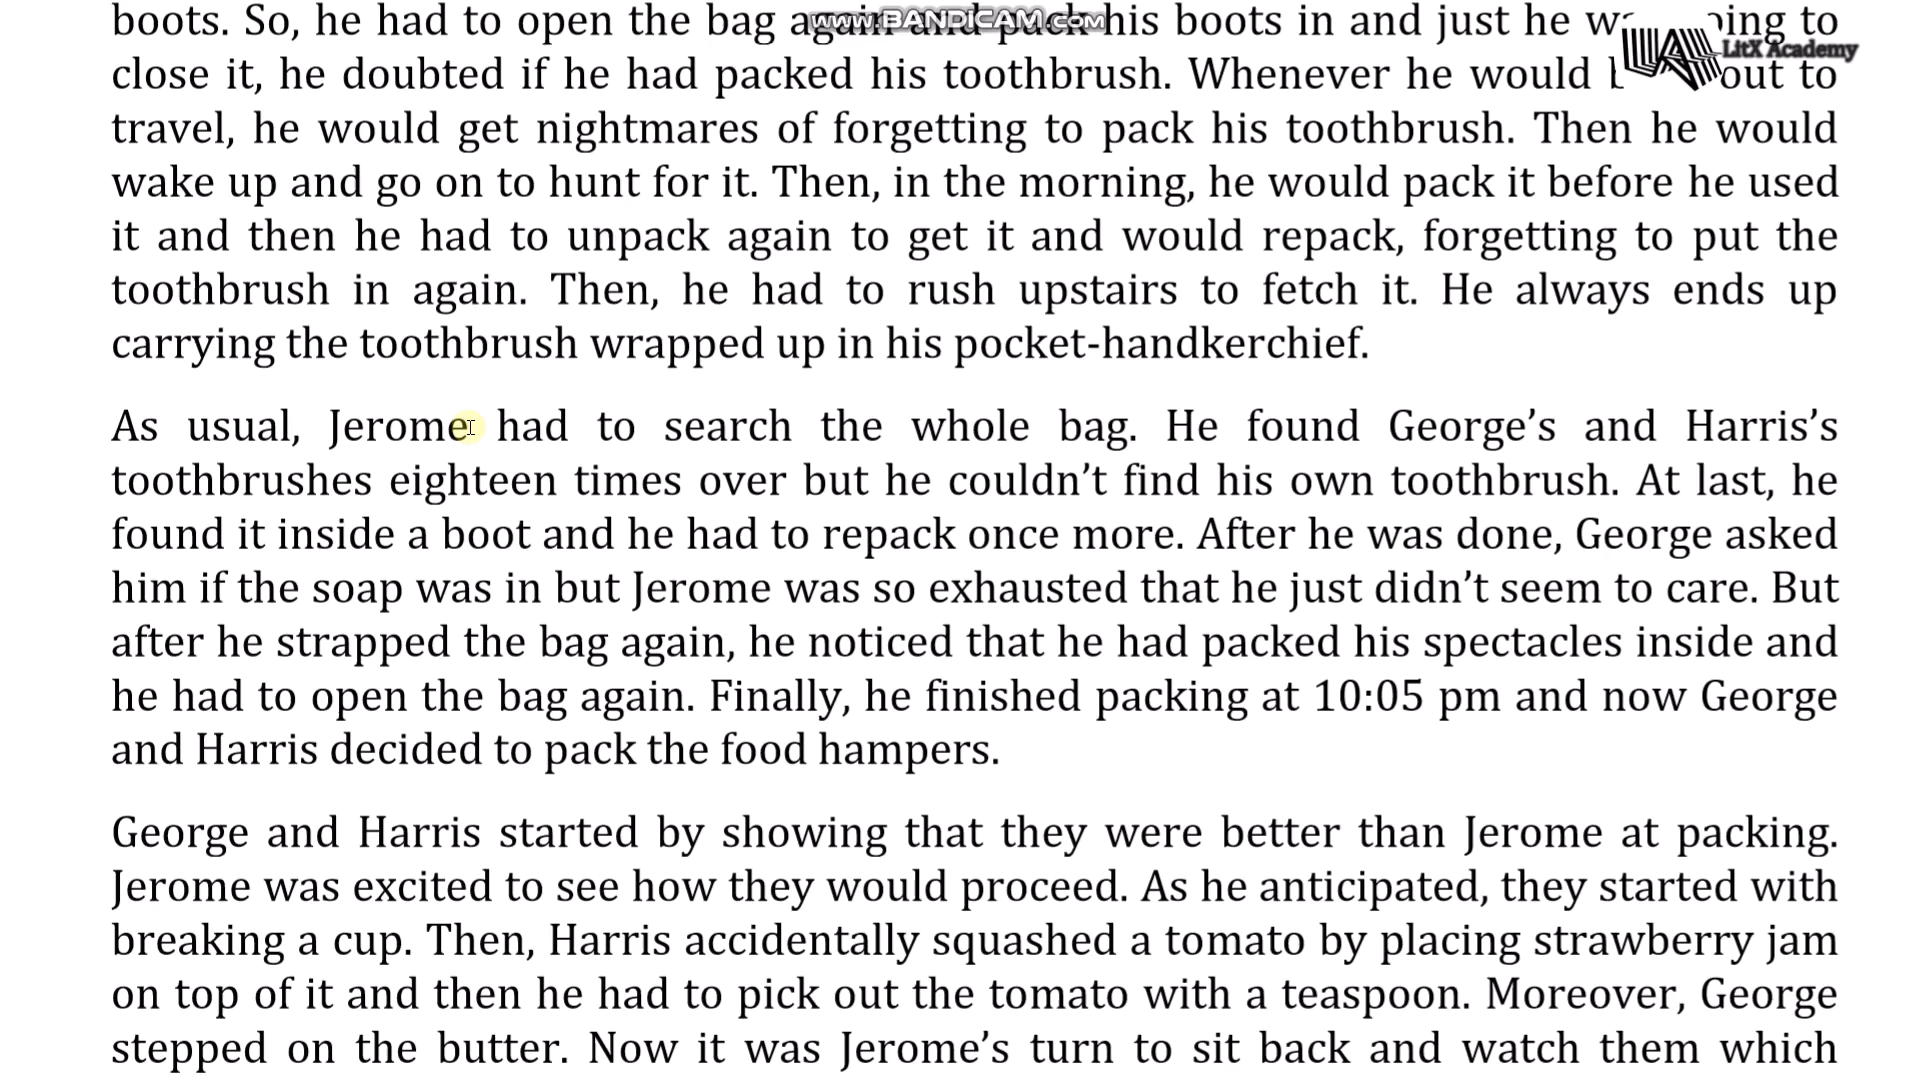 boots. So, he had to open the bag again and pack his boots in and just he ing to
www.BANDICAM.com
LitX Academy
close it, he doubted if he had packed his toothbrush. Whenever he would out to
travel, he would get nightmares of forgetting to pack his toothbrush. Then he would
wake up and go on to hunt for it. Then, in the morning, he would pack it before he used
it and then he had to unpack again to get it and would repack, forgetting to put the
toothbrush in again. Then, he had to rush upstairs to fetch it. He always ends up
carrying the toothbrush wrapped up in his pocket-handkerchief.
As usual, Jerome had to search the whole bag. He found George’s and Harris’s
toothbrushes eighteen times over but he couldn’t find his own toothbrush. At last, he
found it inside a boot and he had to repack once more. After he was done, George asked
him if the soap was in but Jerome was so exhausted that he just didn’t seem to care. But
after he strapped the bag again, he noticed that he had packed his spectacles inside and
he had to open the bag again. Finally, he finished packing at 10:05 pm and now George
and Harris decided to pack the food hampers.
George and Harris started by showing that they were better than Jerome at packing.
Jerome was excited to see how they would proceed. As he anticipated, they started with
breaking a cup. Then, Harris accidentally squashed a tomato by placing strawberry jam
on top of it and then he had to pick out the tomato with a teaspoon. Moreover, George
stepped on the butter. Now it was Jerome’s turn to sit back and watch them which